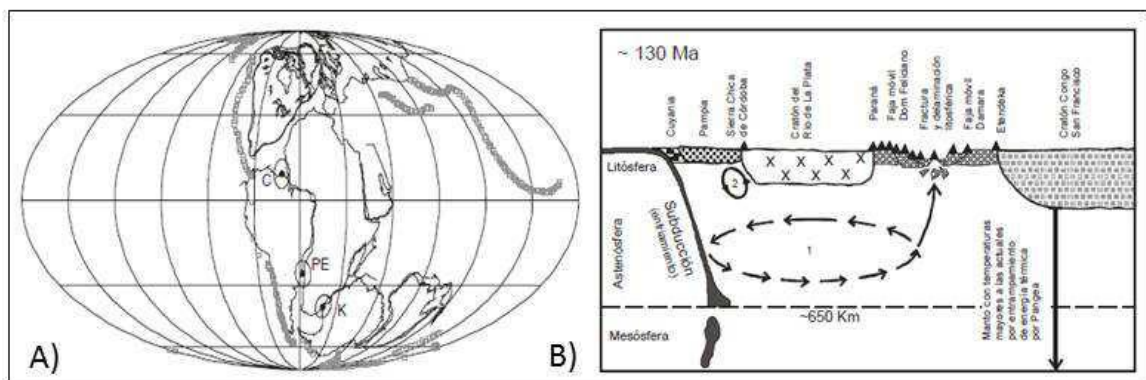 A)
C
PE
K
B)
~ 130 Ma
Cuyania
Pampia
Sierra Chica
de Córdoba
Cratón del
Río de La Plata
Paraná
Faja móvil
Dom Feliciano
Fractura
y delaminación
litosférica
Faja móvil
Damara
Etendeka
Cratón Congo
San Francisco
Litósfera
Astenósfera
Mesósfera
Subducción
(enfriamiento)
2
X X X X
X X X
1
~650 Km
Manto con temperaturas
mayores a las actuales
por entrampamiento
de energía térmica
por Pangea